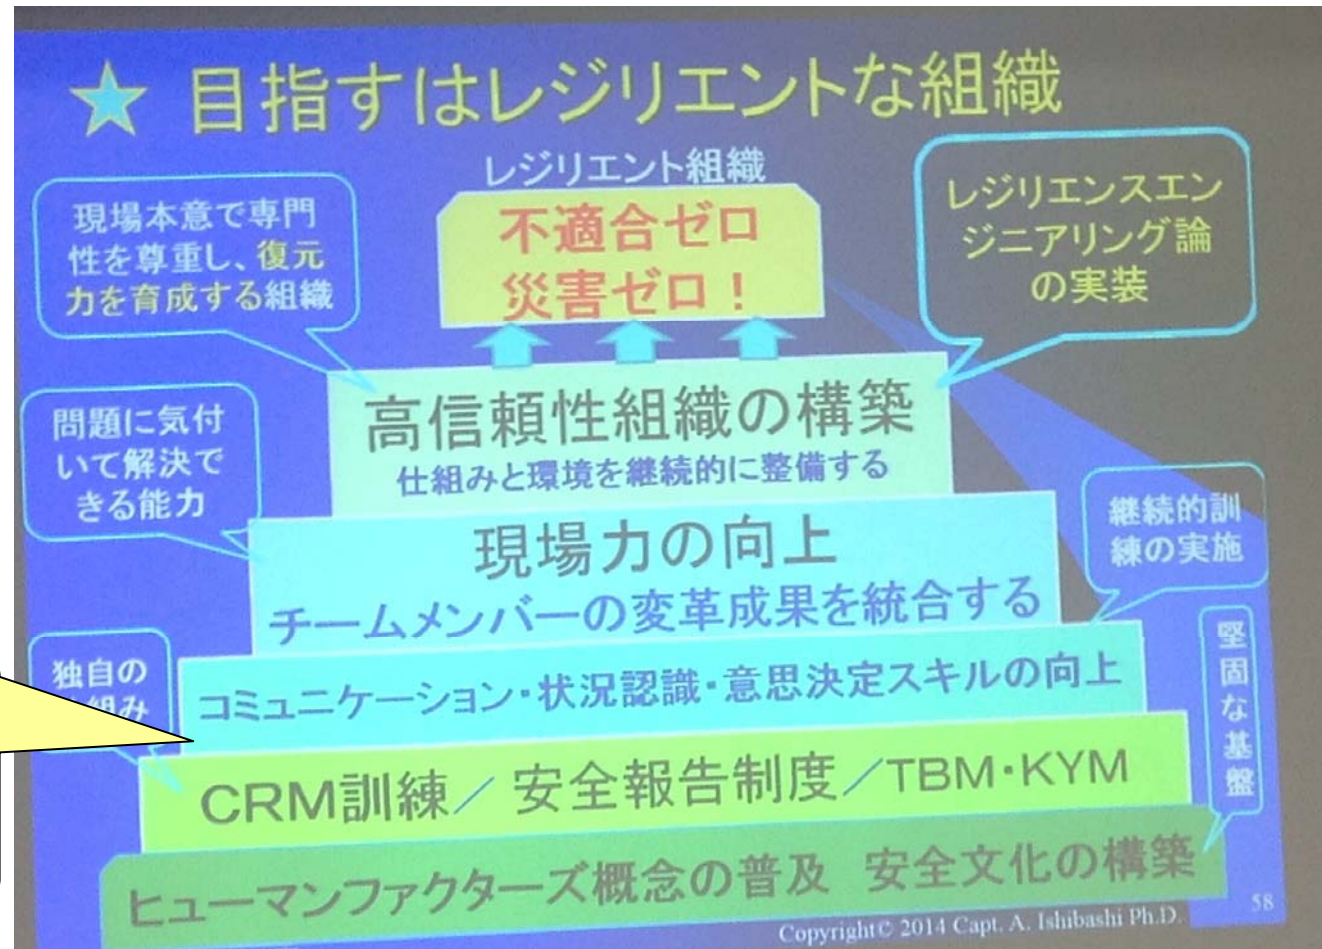 ★ 目指すはレジリエントな組織
レジリエント組織
不適合ゼロ
災害ゼロ！
現場本意で専門
性を尊重し、復元
力を育成する組織
レジリエンスエン
ジニアリング論
の実装
高信頼性組織の構築
仕組みと環境を継続的に整備する
問題に気付
いて解決で
きる能力
現場力の向上
チームメンバーの変革成果を統合する
継続的訓
練の実施
独自の
組み
コミュニケーション・状況認識・意思決定スキルの向上
堅固な基盤
CRM訓練／安全報告制度／TBM・KYM
ヒューマンファクターズ概念の普及 安全文化の構築
Copyright© 2014 Capt. A. Ishibashi Ph.D.
58